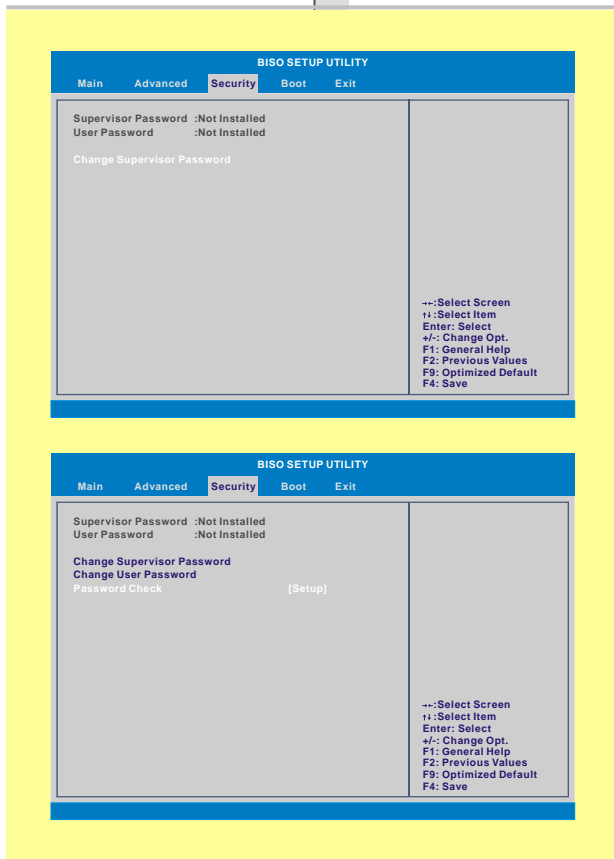 BISO SETUP UTILITY
Main Advanced Security Boot Exit
Supervisor Password :Not Installed
User Password :Not Installed
Change Supervisor Password
→←:Select Screen
↑↓:Select Item
Enter: Select
+/-: Change Opt.
F1: General Help
F2: Previous Values
F9: Optimized Default
F4: Save
BISO SETUP UTILITY
Main Advanced Security Boot Exit
Supervisor Password :Not Installed
User Password :Not Installed
Change Supervisor Password
Change User Password
Password Check [Setup]
→←:Select Screen
↑↓:Select Item
Enter: Select
+/-: Change Opt.
F1: General Help
F2: Previous Values
F9: Optimized Default
F4: Save